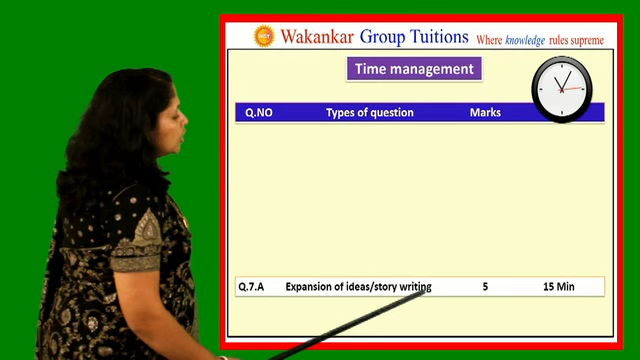 WGT
Wakankar Group Tuitions Where knowledge rules supreme
Time management
Q.NO Types of question Marks
Q.7.A Expansion of ideas/story writing 5 15 Min